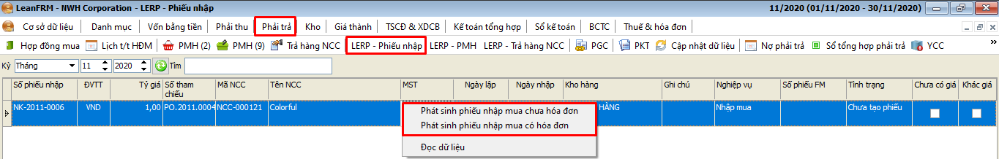 LeanFRM - NWH Corporation - LERP - Phiếu nhập 11/2020 (01/11/2020 - 30/11/2020)
Cơ sở dữ liệu Danh mục Vốn bằng tiền Phải thu Phải trả Kho Giá thành TSCĐ & XDCB Kế toán tổng hợp Sổ kế toán BCTC Thuế & hóa đơn
Hợp đồng mua Lịch t/t HĐM PMH (2) PMH (9) Trả hàng NCC LERP - Phiếu nhập LERP - PMH LERP - Trả hàng NCC PGC PKT Cập nhật dữ liệu Nợ phải trả Sổ tổng hợp phải trả YCC
Kỳ Tháng 11 2020 Tìm
Số phiếu nhập ĐVTT Tỷ giá Số tham chiếu Mã NCC Tên NCC MST Ngày lập Ngày nhập Kho hàng Ghi chú Nghiệp vụ Số phiếu FM Tình trạng Chưa có giá Khác giá
NK-2011-0006 VND 1,00 PO.2011.0004 NCC-000121 Colorful HÀNG Nhập mua Chưa tạo phiếu
Phát sinh phiếu nhập mua chưa hóa đơn
Phát sinh phiếu nhập mua có hóa đơn
Đọc dữ liệu